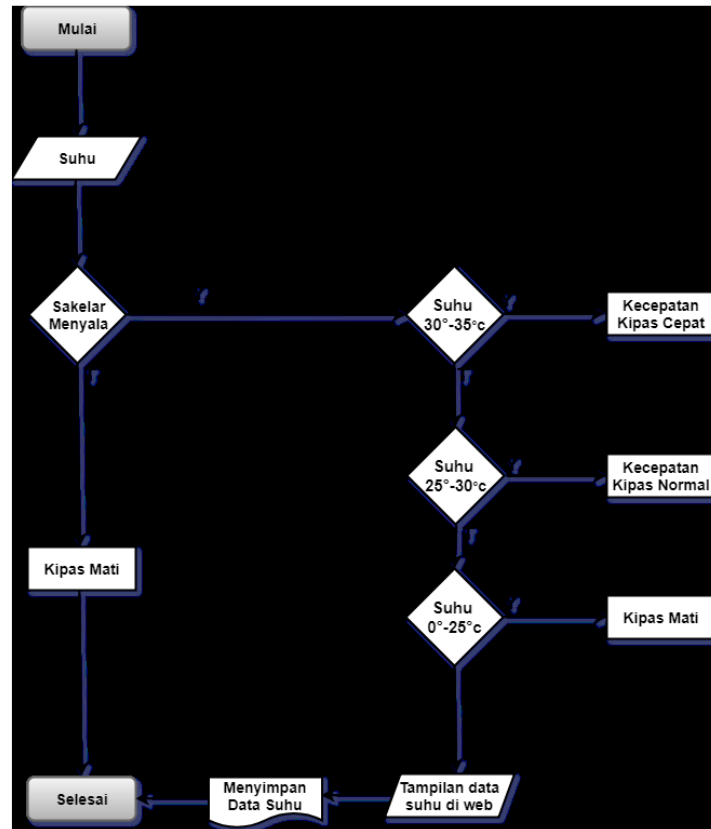 Mulai
Suhu
Sakelar
Menyala
Suhu
30°-35°c
Kecepatan
Kipas Cepat
Suhu
25°-30°c
Kecepatan
Kipas Normal
Kipas Mati
Suhu
0°-25°c
Kipas Mati
Selesai
Menyimpan
Data Suhu
Tampilan data
suhu di web